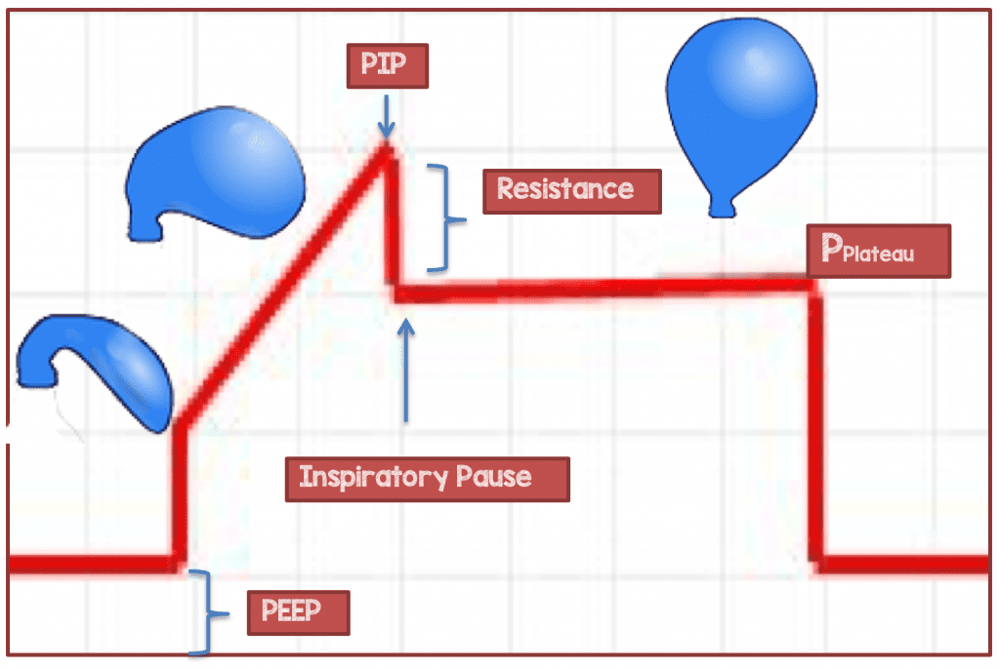 PIP
Resistance
PPlateau
Inspiratory Pause
PEEP